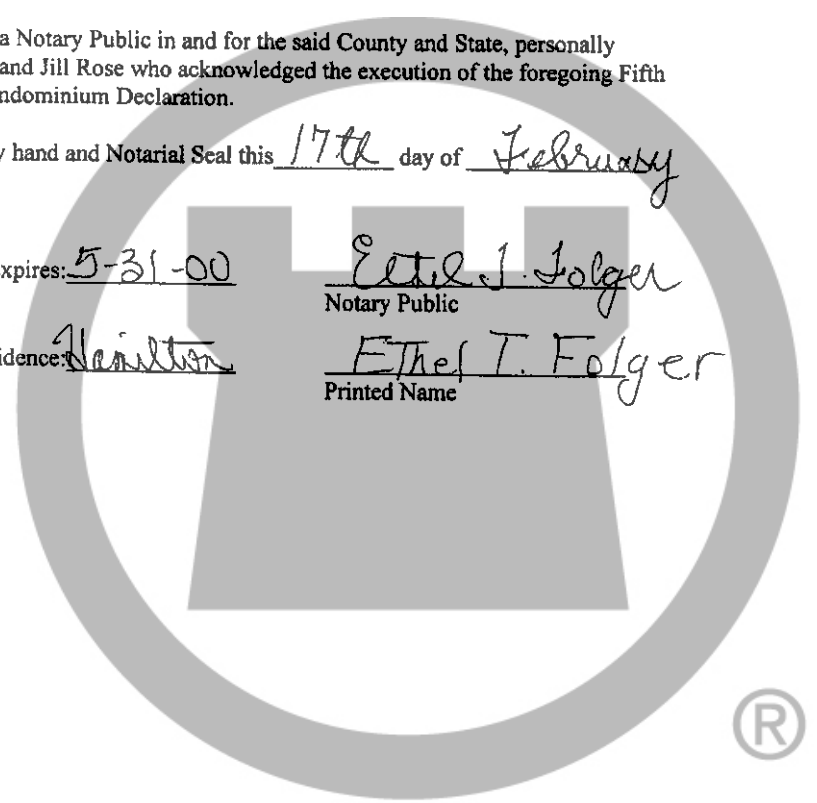 a Notary Public in and for the said County and State, personally
and Jill Rose who acknowledged the execution of the foregoing Fifth
ndominium Declaration.
y hand and Notarial Seal this 17th day of February
xpires: 5-31-00 Ethel T. Folger
Notary Public
idence: Hamilton Ethel T. Folger
Printed Name
®